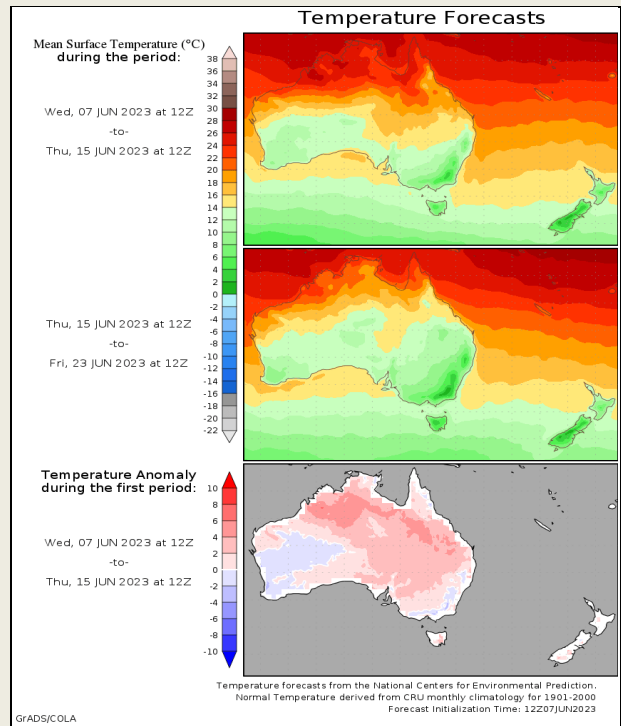 Temperature Forecasts
Mean Surface Temperature (°C)
during the period:
38
36
34
32
30
28
26
24
22
20
18
16
14
12
10
8
6
4
2
0
-2
-4
-6
-8
-10
-12
-14
-16
-18
-20
-22
Wed, 07 JUN 2023 at 12Z
-to-
Thu, 15 JUN 2023 at 12Z
Thu, 15 JUN 2023 at 12Z
-to-
Fri, 23 JUN 2023 at 12Z
Temperature Anomaly
during the first period:
10
8
6
4
2
0
-2
-4
-6
-8
-10
Wed, 07 JUN 2023 at 12Z
-to-
Thu, 15 JUN 2023 at 12Z
Temperature forecasts from the National Centers for Environmental Prediction.
Normal Temperature derived from CRU monthly climatology for 1901-2000
Forecast Initialization Time: 12Z07JUN2023
GrADS/COLA